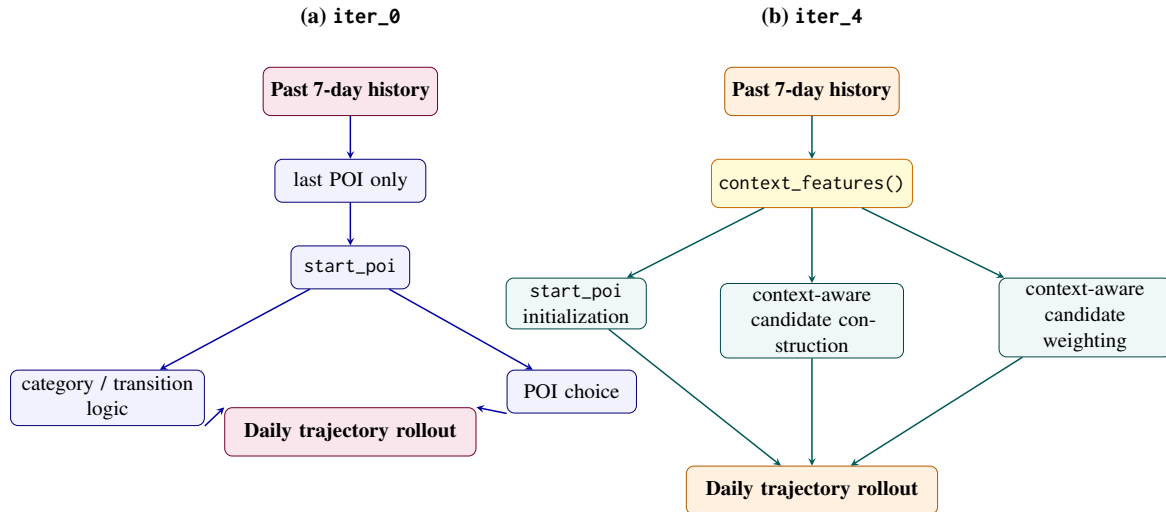 (a) iter_0
Past 7-day history
last POI only
start_poi
category / transition
logic
POI choice
Daily trajectory rollout
(b) iter_4
Past 7-day history
context_features()
start_poi
initialization
context-aware
candidate con-
struction
context-aware
candidate
weighting
Daily trajectory rollout